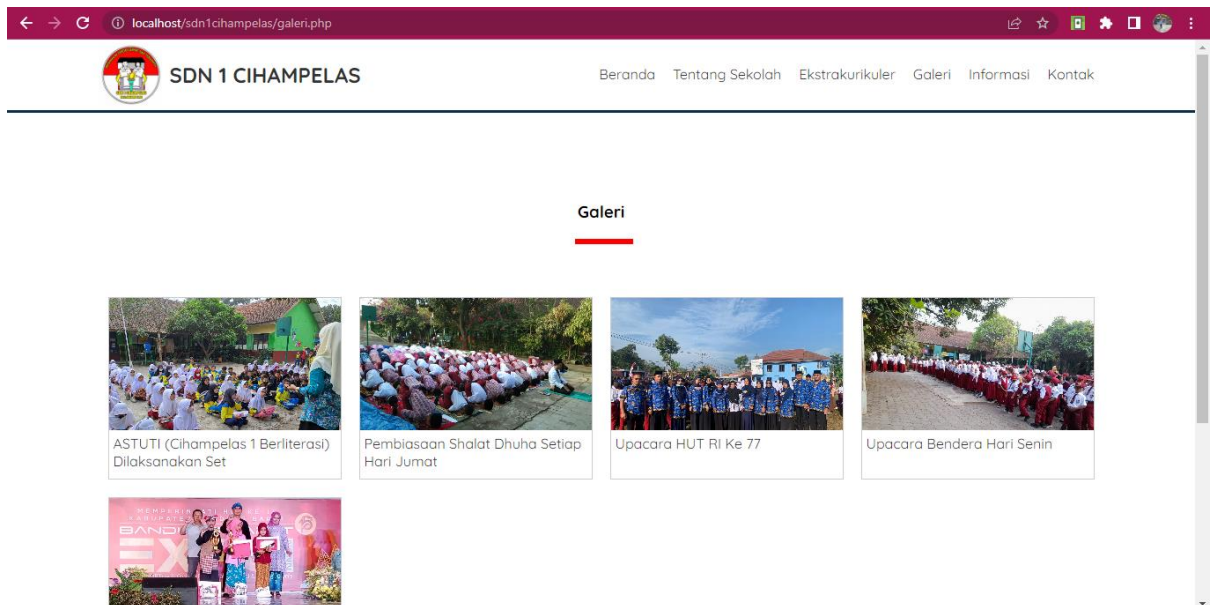 localhost/sdn1cihampelas/galeri.php
SDN 1 CIHAMPELAS
Beranda Tentang Sekolah Ekstrakurikuler Galeri Informasi Kontak
Galeri
ASTUTI (Cihampelas 1 Berliterasi)
Dilaksanakan Set
Pembiasaan Shalat Dhuha Setiap
Hari Jumat
Upacara HUT RI Ke 77
Upacara Bendera Hari Senin